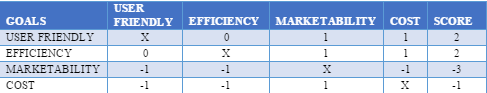 GOALS USER FRIENDLY EFFICIENCY MARKETABILITY COST SCORE
USER FRIENDLY X 0 1 1 2
EFFICIENCY 0 X 1 1 2
MARKETABILITY -1 -1 X -1 -3
COST -1 -1 1 X -1